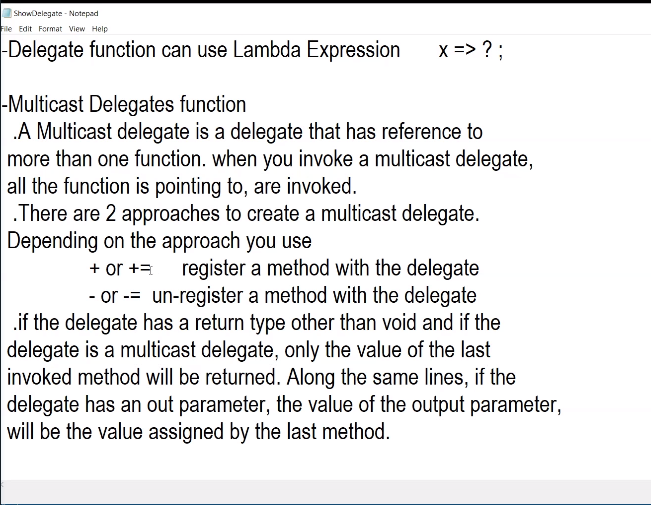 ShowDelegate - Notepad
File Edit Format View Help
-Delegate function can use Lambda Expression x => ? ;
-Multicast Delegates function
.A Multicast delegate is a delegate that has reference to
more than one function. when you invoke a multicast delegate,
all the function is pointing to, are invoked.
.There are 2 approaches to create a multicast delegate.
Depending on the approach you use
+ or += register a method with the delegate
- or -= un-register a method with the delegate
.if the delegate has a return type other than void and if the
delegate is a multicast delegate, only the value of the last
invoked method will be returned. Along the same lines, if the
delegate has an out parameter, the value of the output parameter,
will be the value assigned by the last method.